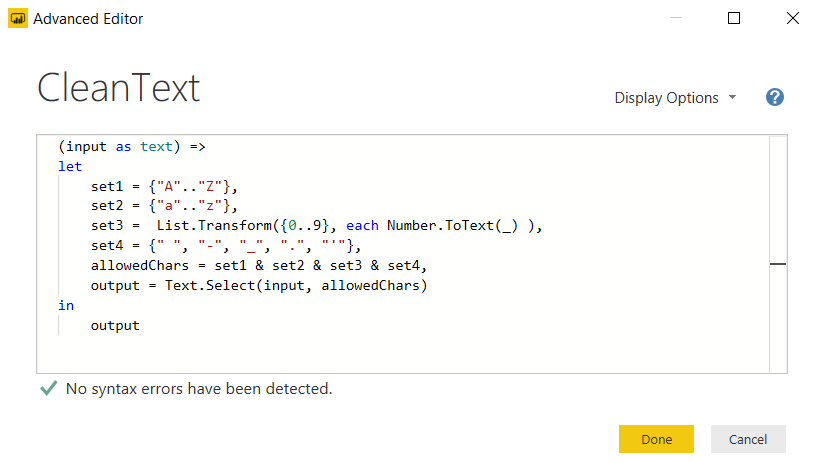 Advanced Editor
CleanText
Display Options
?
(input as text) =>
let
    set1 = {"A".."Z"},
    set2 = {"a".."z"},
    set3 =  List.Transform({0..9}, each Number.ToText(_) ),
    set4 = {" ", "-", "_", ".", "'"},
    allowedChars = set1 & set2 & set3 & set4,
    output = Text.Select(input, allowedChars)
in
    output
No syntax errors have been detected.
Done Cancel